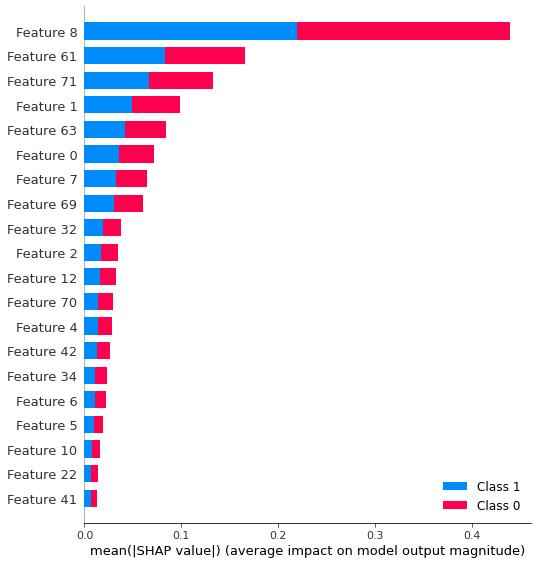 Feature 8
Feature 61
Feature 71
Feature 1
Feature 63
Feature 0
Feature 7
Feature 69
Feature 32
Feature 2
Feature 12
Feature 70
Feature 4
Feature 42
Feature 34
Feature 6
Feature 5
Feature 10
Feature 22
Feature 41
Class 1
Class 0
0.0 0.1 0.2 0.3 0.4
mean(|SHAP value|) (average impact on model output magnitude)